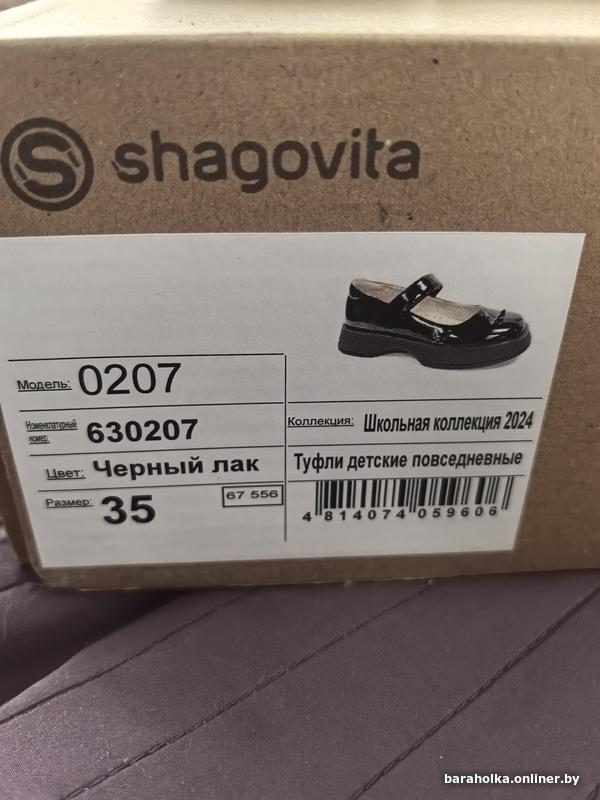 shagovita
Модель: 0207
Номенклатурный номер: 630207
Цвет: Черный лак
Размер: 35
67 556
Коллекция: Школьная коллекция 2024
Туфли детские повседневные
4 814074 059606
baraholka.onliner.by